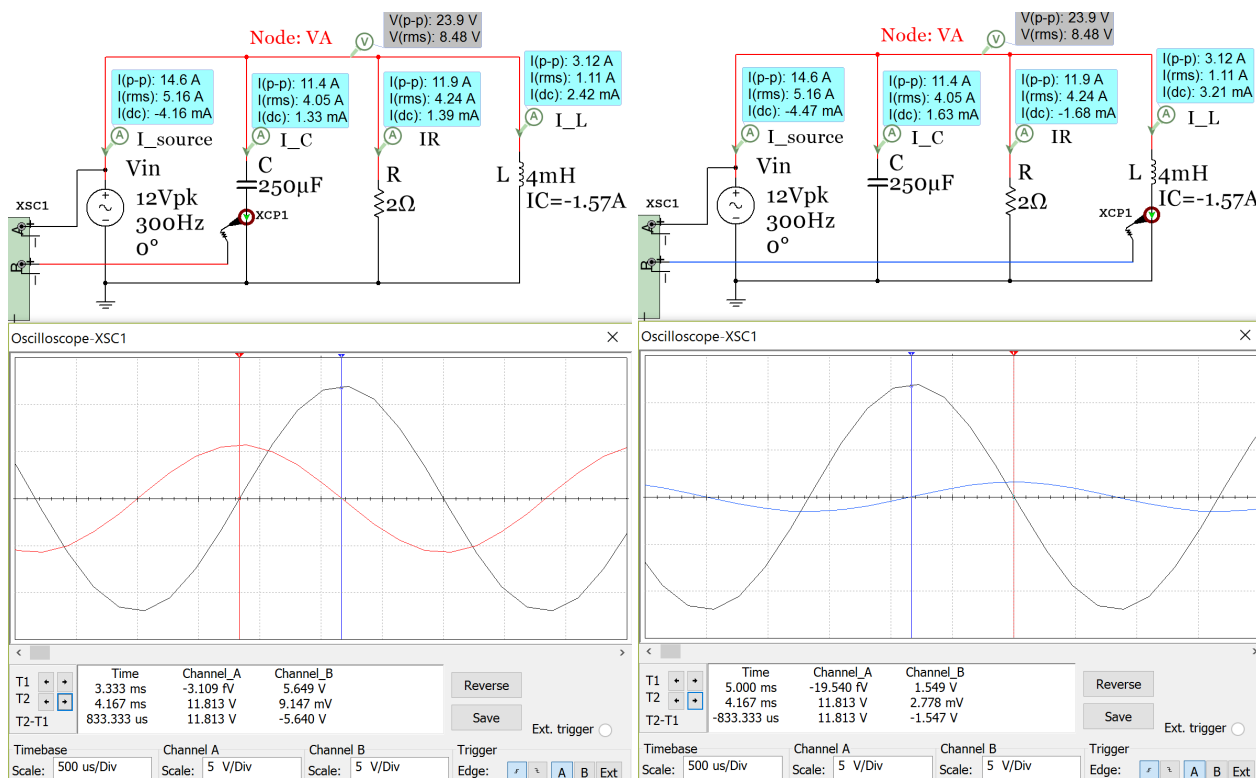 V(p-p): 23.9 V
V(rms): 8.48 V
Node: VA
V
I(p-p): 14.6 A
I(rms): 5.16 A
I(dc): -4.16 mA
I(p-p): 11.4 A
I(rms): 4.05 A
I(dc): 1.33 mA
I(p-p): 11.9 A
I(rms): 4.24 A
I(dc): 1.39 mA
I(p-p): 3.12 A
I(rms): 1.11 A
I(dc): 2.42 mA
A
I_source
A
I_C
A
IR
A
I_L
Vin
12Vpk
300Hz
0°
C
250µF
R
2Ω
L
4mH
IC=-1.57A
XSC1
XCP1
A
B
Oscilloscope-XSC1
T1
T2
T2-T1
Time Channel_A Channel_B
3.333 ms -3.109 fV 5.649 V
4.167 ms 11.813 V 9.147 mV
833.333 us 11.813 V -5.640 V
Reverse
Save
Ext. trigger
Timebase
Scale: 500 us/Div
Channel A
Scale: 5 V/Div
Channel B
Scale: 5 V/Div
Trigger
Edge: A B Ext
V(p-p): 23.9 V
V(rms): 8.48 V
Node: VA
V
I(p-p): 14.6 A
I(rms): 5.16 A
I(dc): -4.47 mA
I(p-p): 11.4 A
I(rms): 4.05 A
I(dc): 1.63 mA
I(p-p): 11.9 A
I(rms): 4.24 A
I(dc): -1.68 mA
I(p-p): 3.12 A
I(rms): 1.11 A
I(dc): 3.21 mA
A
I_source
A
I_C
A
IR
A
I_L
Vin
12Vpk
300Hz
0°
C
250µF
R
2Ω
L
4mH
IC=-1.57A
XSC1
XCP1
A
B
Oscilloscope-XSC1
T1
T2
T2-T1
Time Channel_A Channel_B
5.000 ms -19.540 fV 1.549 V
4.167 ms 11.813 V 2.778 mV
-833.333 us 11.813 V -1.547 V
Reverse
Save
Ext. trigger
Timebase
Scale: 500 us/Div
Channel A
Scale: 5 V/Div
Channel B
Scale: 5 V/Div
Trigger
Edge: A B Ext